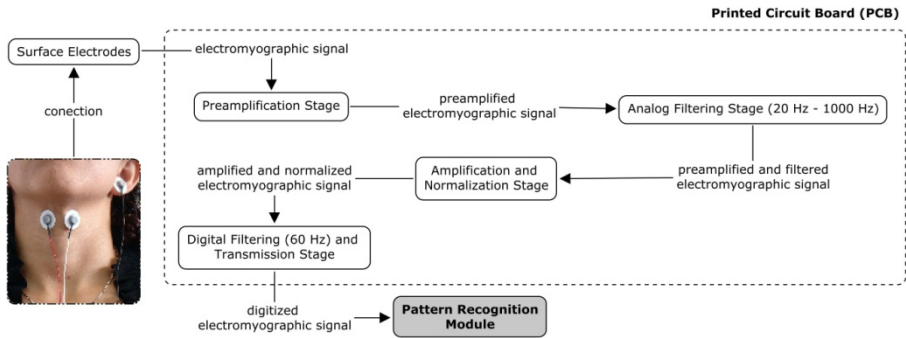 Printed Circuit Board (PCB)
Surface Electrodes
electromyographic signal
conection
Preamplification Stage
preamplified
electromyographic signal
Analog Filtering Stage (20 Hz - 1000 Hz)
preamplified and filtered
electromyographic signal
Amplification and
Normalization Stage
amplified and normalized
electromyographic signal
Digital Filtering (60 Hz) and
Transmission Stage
digitized
electromyographic signal
Pattern Recognition
Module